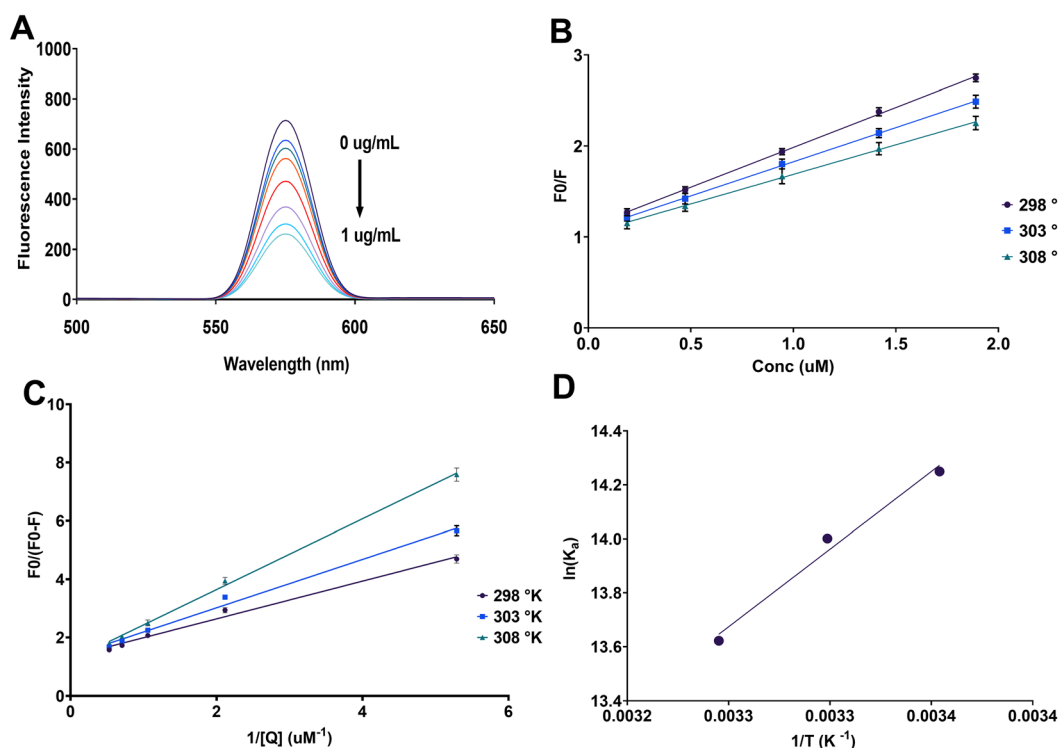 A
1000
800
600
400
200
0
500
550
600
650
Fluorescence Intensity
Wavelength (nm)
0 ug/mL
1 ug/mL
B
3
2
1
0
0.0
0.5
1.0
1.5
2.0
F0/F
Conc (uM)
298 °
303 °
308 °
C
10
8
6
4
2
0
0
2
4
6
F0/(F0-F)
1/[Q] (uM⁻¹)
298 °K
303 °K
308 °K
D
14.4
14.2
14.0
13.8
13.6
13.4
0.0032
0.0033
0.0033
0.0034
0.0034
ln(Kₐ)
1/T (K⁻¹)